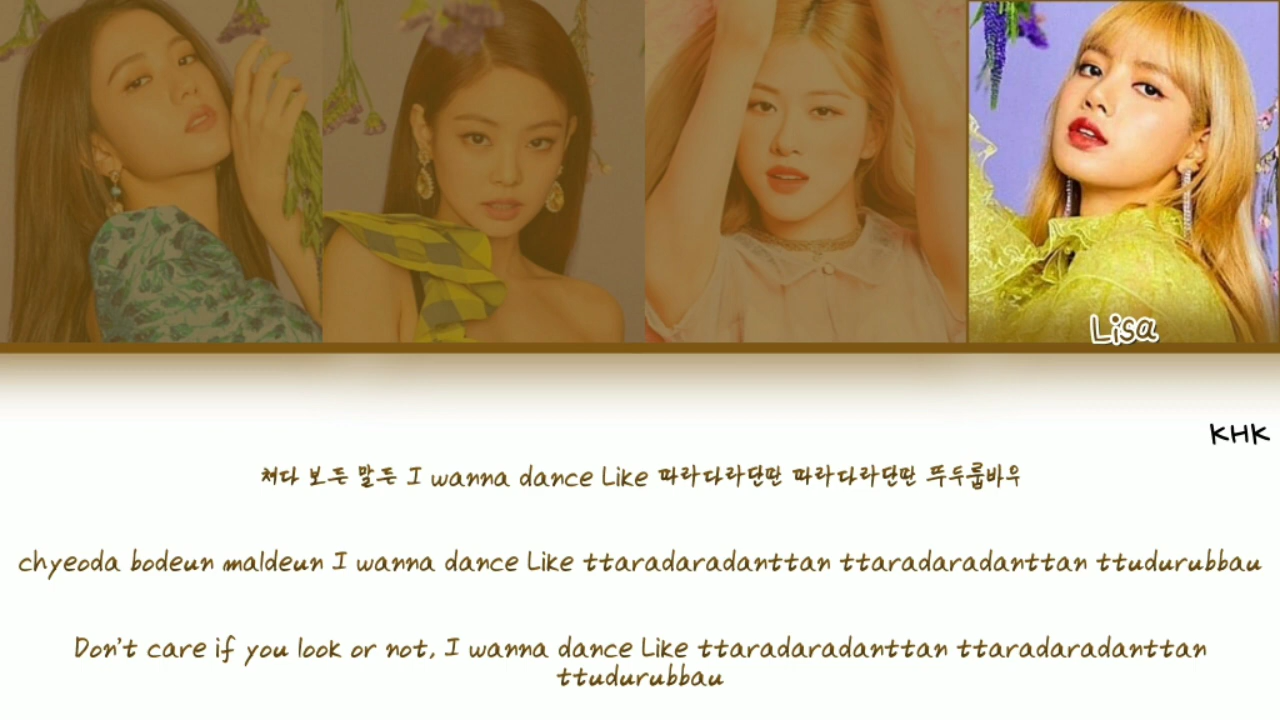 Lisa
KHK
쳐다 보든 말든 I wanna dance Like 따라다라단딴 따라다라단딴 뚜두룹바우
chyeoda bodeun maldeun I wanna dance Like ttaradaradanttan ttaradaradanttan ttudurubbau
Don't care if you look or not, I wanna dance Like ttaradaradanttan ttaradaradanttan
ttudurubbau